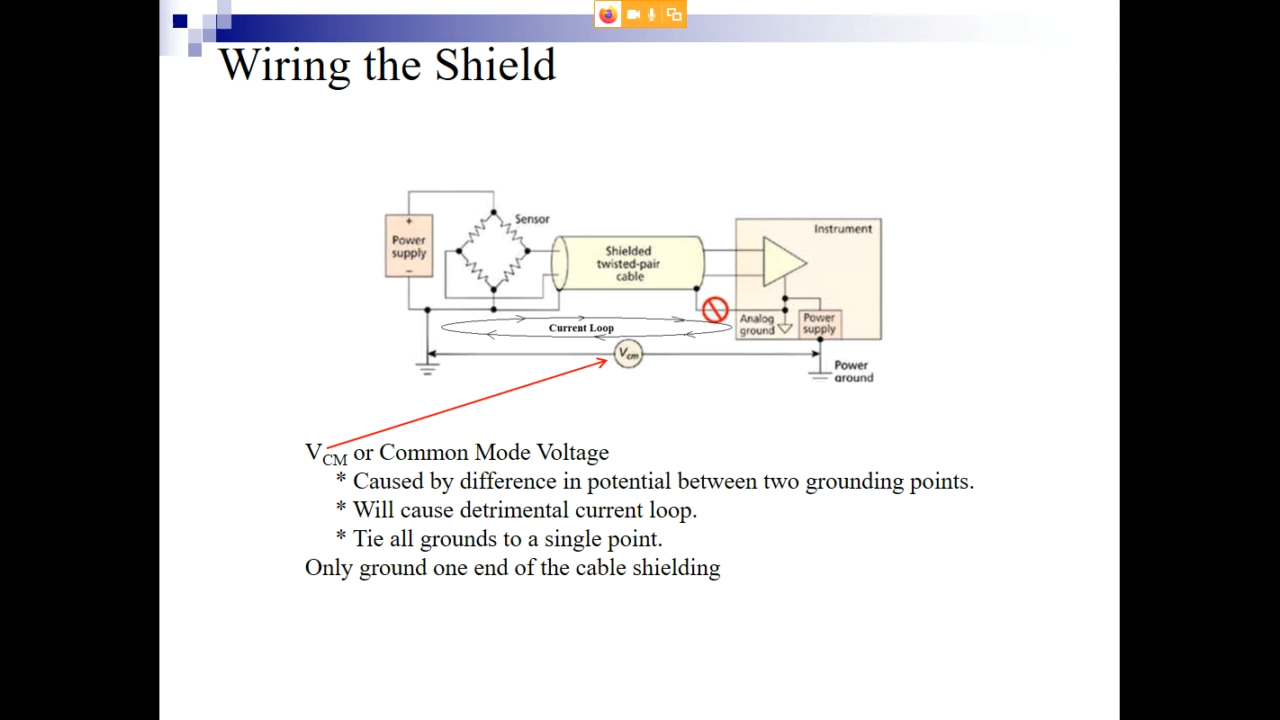 Wiring the Shield
Sensor
Instrument
+
Power
supply
−
Shielded
twisted-pair
cable
Current Loop
Analog
ground
Power
supply
Vcm
Power
ground
VCM or Common Mode Voltage
* Caused by difference in potential between two grounding points.
* Will cause detrimental current loop.
* Tie all grounds to a single point.
Only ground one end of the cable shielding